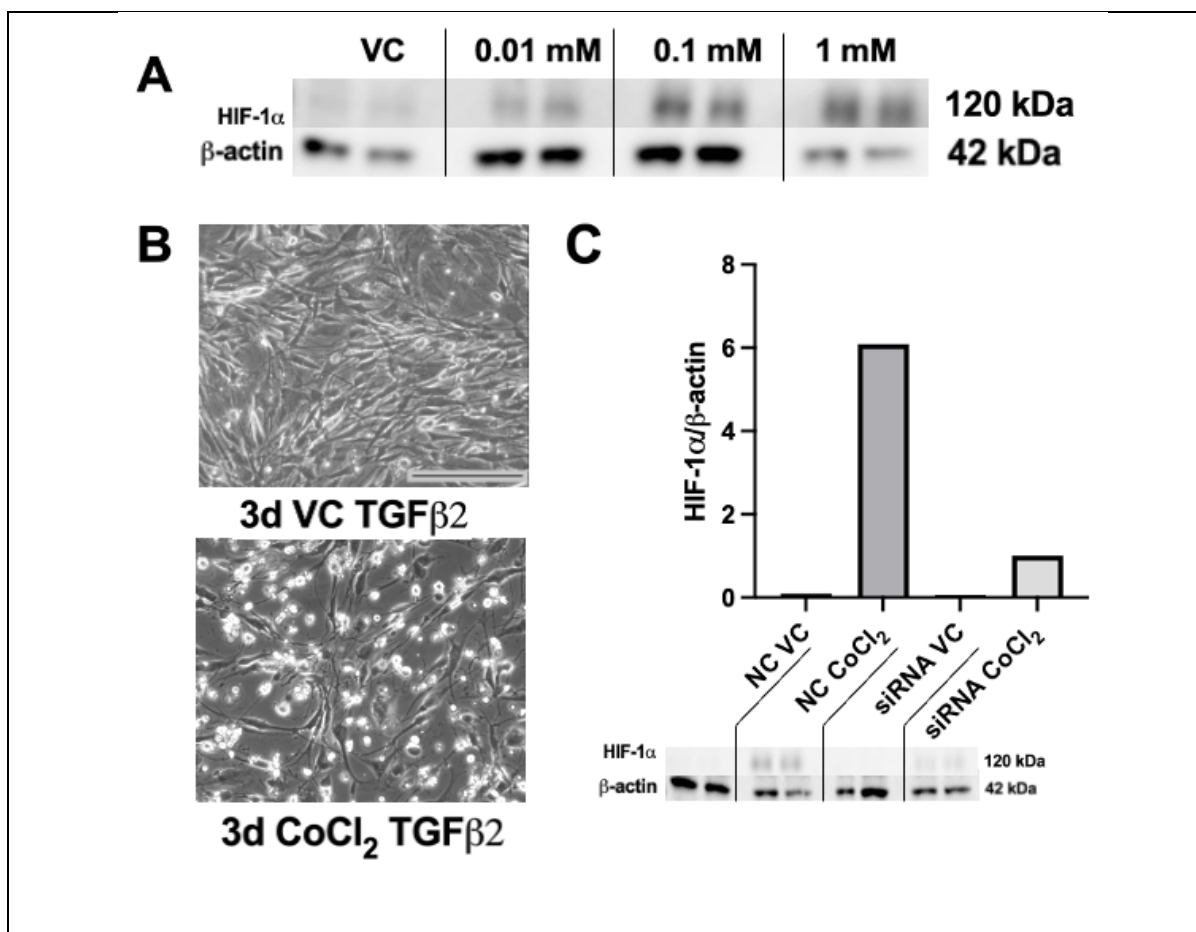 A
VC 0.01 mM 0.1 mM 1 mM
HIF-1α 120 kDa
β-actin 42 kDa
B
3d VC TGFβ2
3d CoCl₂ TGFβ2
C
HIF-1α/β-actin
8
6
4
2
0
NC VC
NC CoCl₂
siRNA VC
siRNA CoCl₂
HIF-1α 120 kDa
β-actin 42 kDa